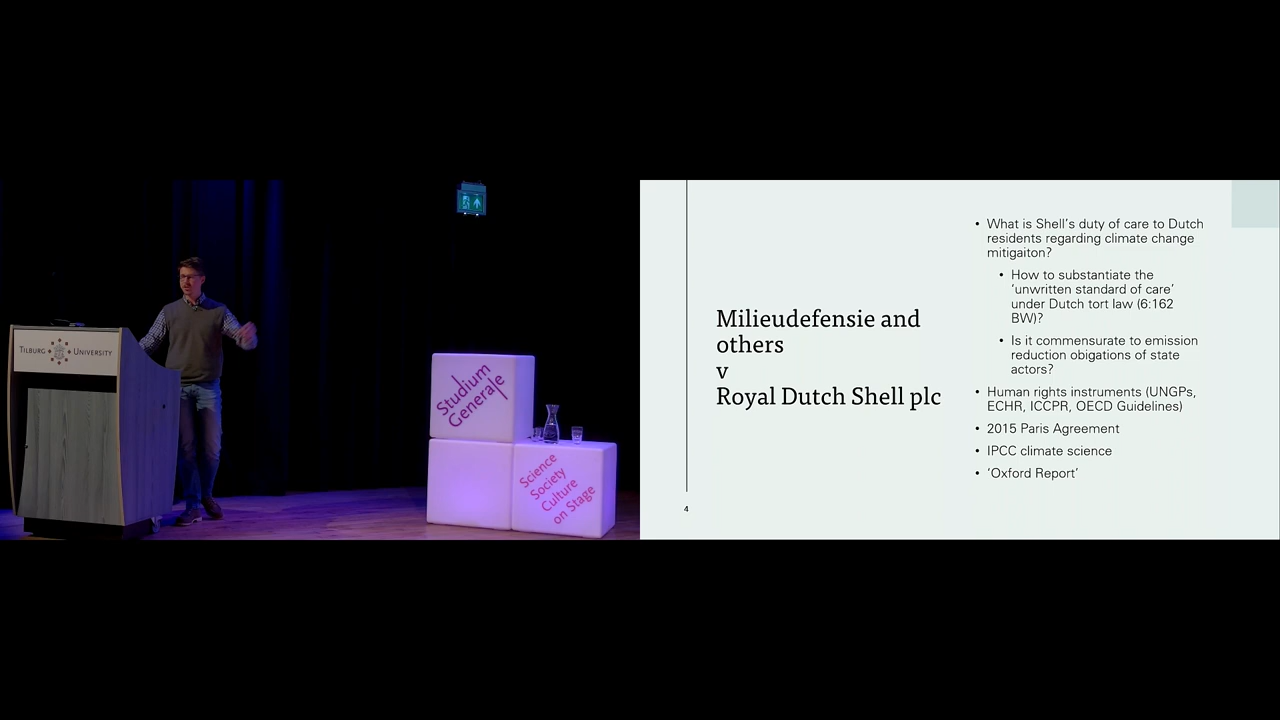 TILBURG UNIVERSITY
Studium
Generale
Science
Society
Culture
on Stage
Milieudefensie and
others
v
Royal Dutch Shell plc
4
• What is Shell's duty of care to Dutch
residents regarding climate change
mitigaiton?
• How to substantiate the
‘unwritten standard of care’
under Dutch tort law (6:162
BW)?
• Is it commensurate to emission
reduction obigations of state
actors?
• Human rights instruments (UNGPs,
ECHR, ICCPR, OECD Guidelines)
• 2015 Paris Agreement
• IPCC climate science
• ‘Oxford Report’